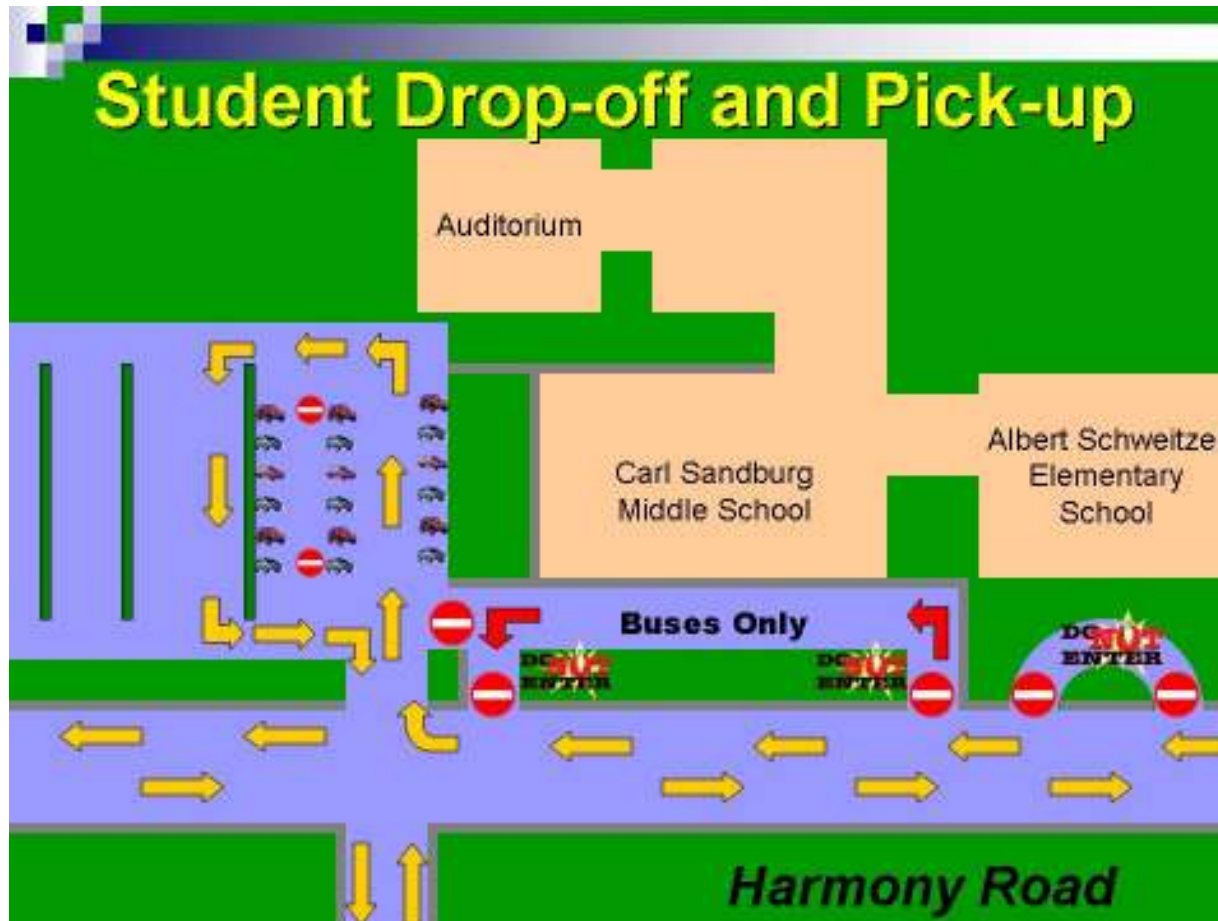 Student Drop-off and Pick-up
Auditorium
Carl Sandburg
Middle School
Albert Schweitze
Elementary
School
Buses Only
DO NOT
ENTER
DO NOT
ENTER
DO NOT
ENTER
Harmony Road